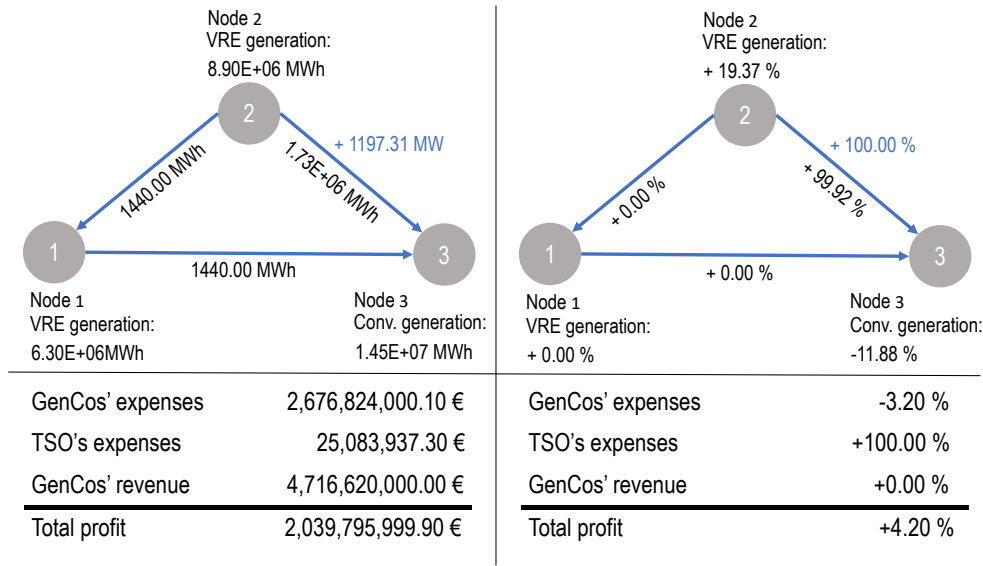 Node 2
VRE generation:
8.90E+06 MWh
2
+ 1197.31 MW
1440.00 MWh
1.73E+06 MWh
1
3
1440.00 MWh
Node 1
VRE generation:
6.30E+06MWh
Node 3
Conv. generation:
1.45E+07 MWh
GenCos' expenses 2,676,824,000.10 €
TSO's expenses 25,083,937.30 €
GenCos' revenue 4,716,620,000.00 €
Total profit 2,039,795,999.90 €
Node 2
VRE generation:
+ 19.37 %
2
+ 100.00 %
+ 0.00 %
+ 99.92 %
1
3
+ 0.00 %
Node 1
VRE generation:
+ 0.00 %
Node 3
Conv. generation:
-11.88 %
GenCos' expenses -3.20 %
TSO's expenses +100.00 %
GenCos' revenue +0.00 %
Total profit +4.20 %